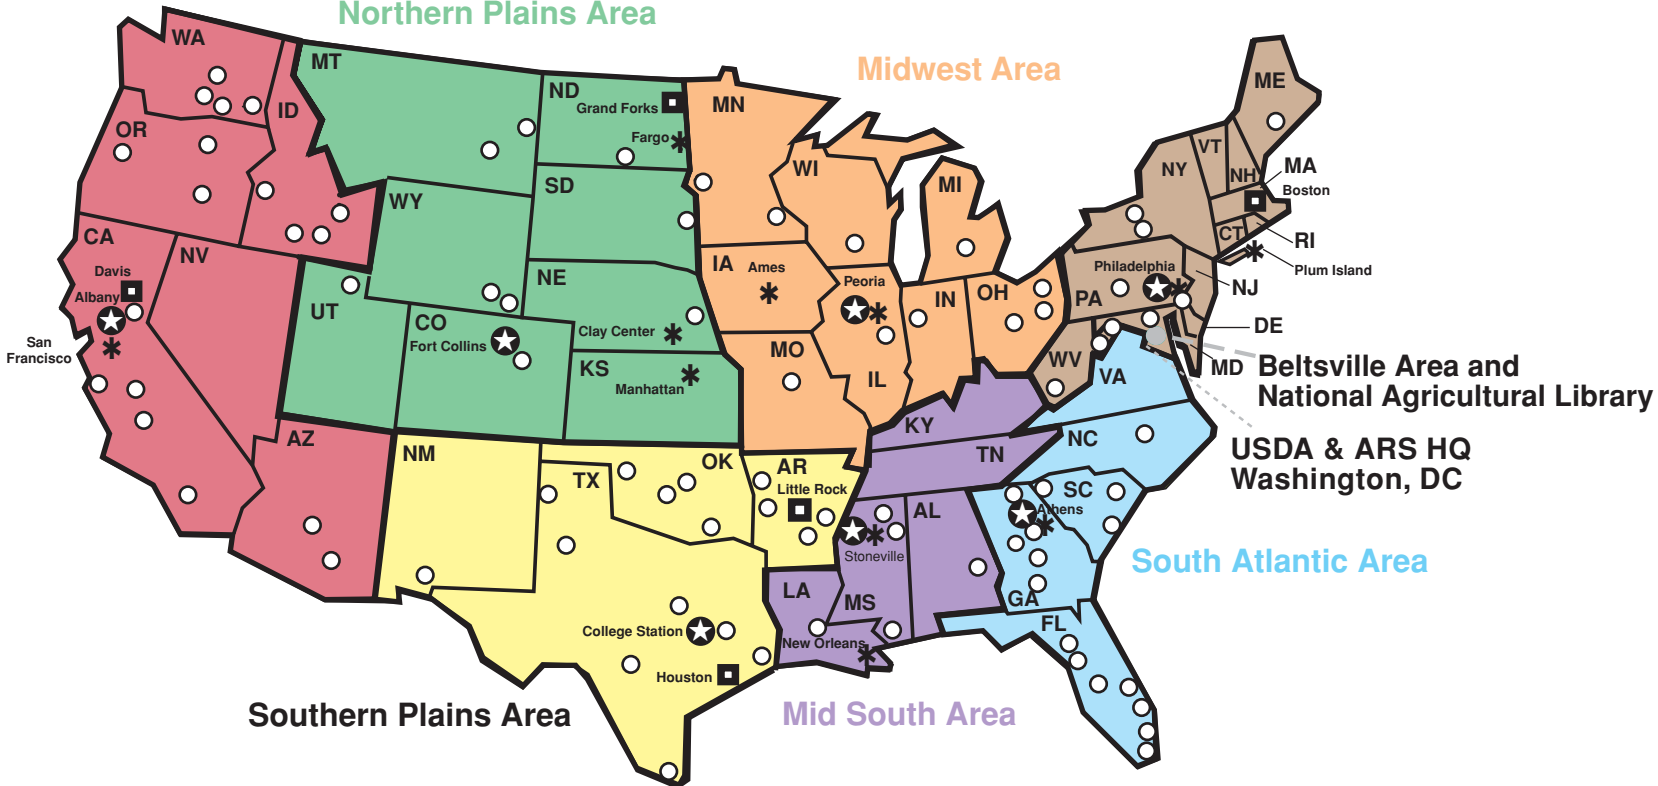 Northern Plains Area
Midwest Area
WA
MT
ND
Grand Forks
Fargo
MN
ME
OR
ID
WI
MI
NY
VT
NH
MA
Boston
SD
WY
CA
NV
CT
RI
Plum Island
Davis
Albany
San
Francisco
UT
CO
Fort Collins
NE
Clay Center
IA
Ames
Peoria
IN
OH
PA
Philadelphia
NJ
DE
MD
WV
VA
KS
Manhattan
MO
IL
KY
Beltsville Area and
National Agricultural Library
USDA & ARS HQ
Washington, DC
AZ
NM
TX
OK
AR
Little Rock
TN
NC
SC
Athens
AL
Stoneville
South Atlantic Area
LA
MS
GA
FL
College Station
New Orleans
Houston
Southern Plains Area
Mid South Area